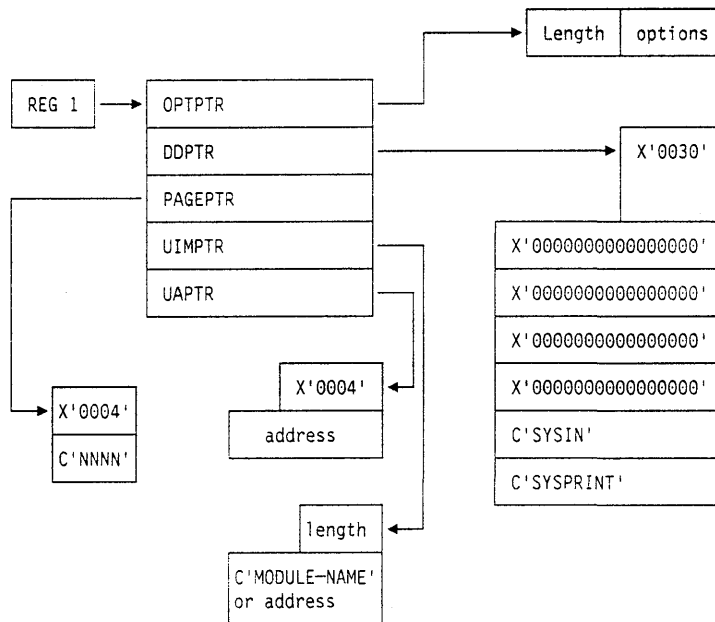 Length options
REG 1
OPTPTR
DDPTR
X'0030'
PAGEPTR
X'0000000000000000'
UIMPTR
X'0000000000000000'
UAPTR
X'0000000000000000'
X'0000000000000000'
X'0004'
X'0004'
address
C'SYSIN'
C'NNNN'
C'SYSPRINT'
length
C'MODULE-NAME'
or address